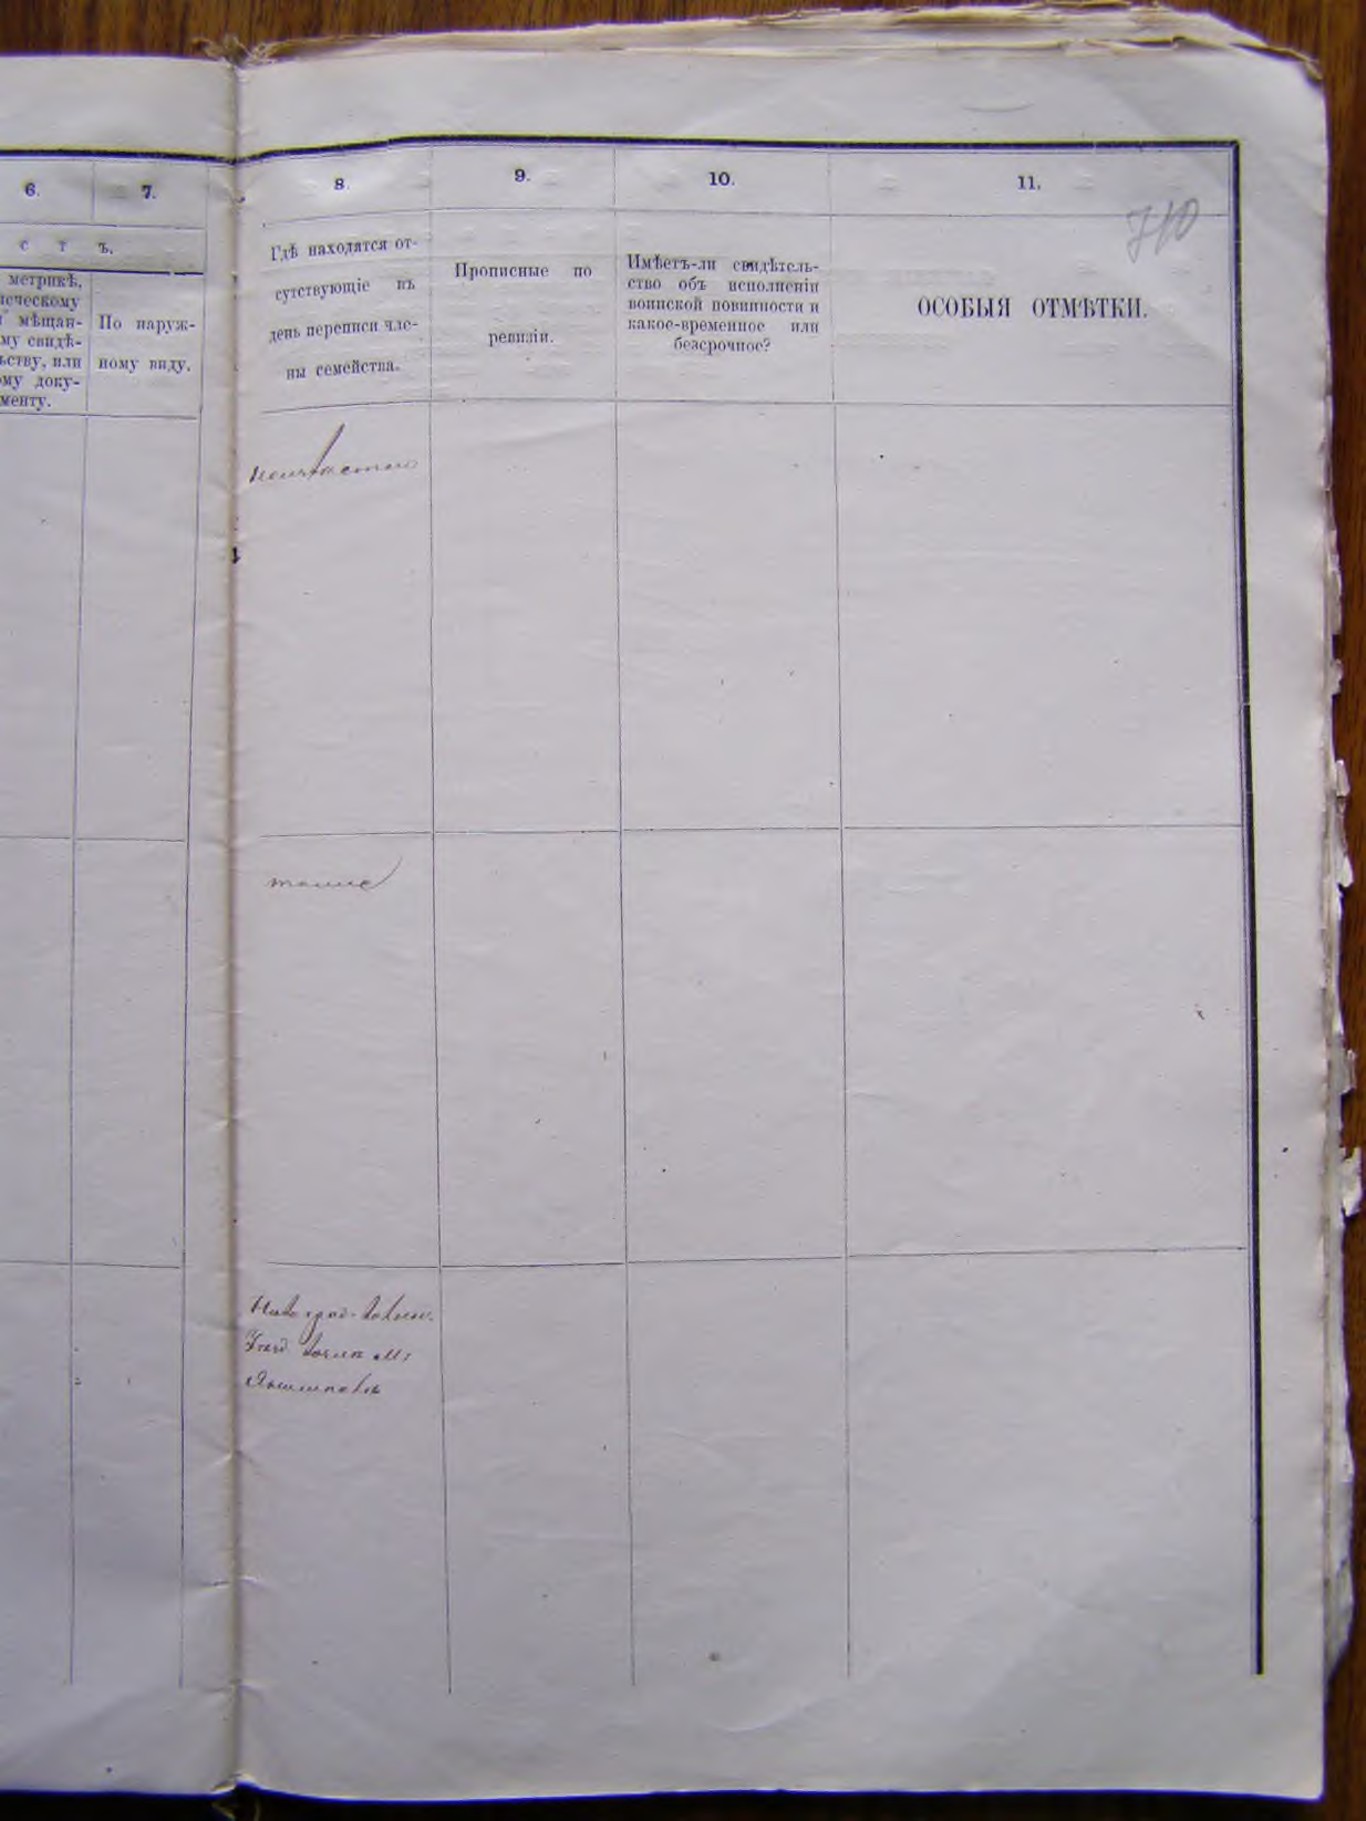 6.
7.
с т ъ.
метрикѣ,
ческому
мѣщан-
му свидѣ-
ьству, или
ому доку-
менту.
По наруж-
ному виду.
8.
Гдѣ находятся от-
сутствующіе въ
день переписи чле-
ны семейства.
9.
Прописные по
ревизіи.
10.
Имѣетъ-ли свидѣтель-
ство объ исполненіи
воинской повинности и
какое-временное или
безсрочное?
11.
710
ОСОБЫЯ ОТМѢТКИ.
тоже